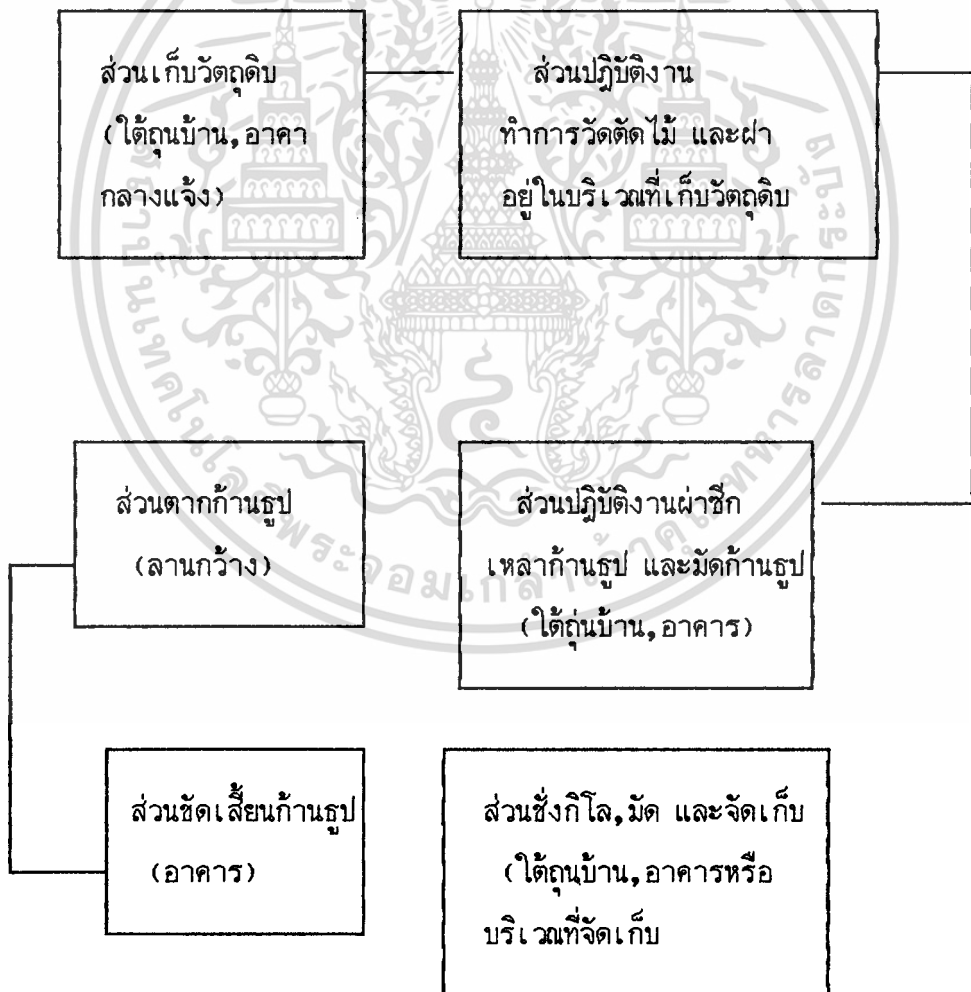 ส่วนเก็บวัตถุดิบ
(ใต้ถุนบ้าน,อาคา
กลางแจ้ง)
ส่วนปฎิบัติงาน
ทำการวัดตัดไม้ และฝา
อยู่ในบริเวณที่เก็บวัตถุดิบ
ส่วนตากก้านธูป
(ลานกว้าง)
ส่วนปฎิบัติงานผ่าซีก
เหลาก้านธูป และมัดก้านธูป
(ใต้ถุ่นบ้าน,อาคาร)
ส่วนขัดเสี้ยนก้านธูป
(อาคาร)
ส่วนชั่งกิโล,มัด และจัดเก็บ
(ใต้ถุนบ้าน,อาคารหรือ
บริเวณที่จัดเก็บ